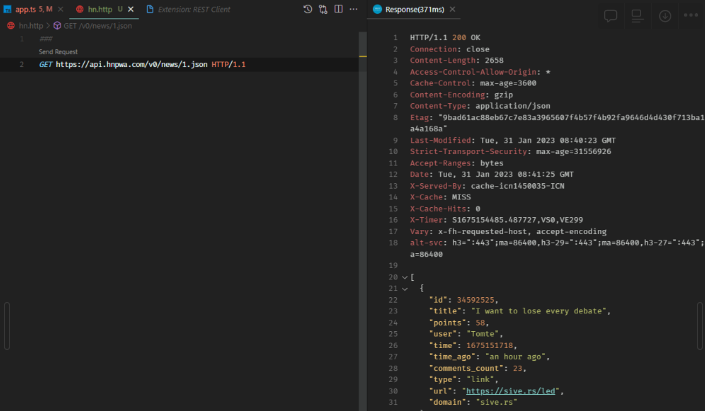 app.ts 5, M
hn.http U
Extension: REST Client
hn.http > GET /v0/news/1.json
1 ###
Send Request
2 GET https://api.hnpwa.com/v0/news/1.json HTTP/1.1
Response(371ms)
1 HTTP/1.1 200 OK
2 Connection: close
3 Content-Length: 2658
4 Access-Control-Allow-Origin: *
5 Cache-Control: max-age=3600
6 Content-Encoding: gzip
7 Content-Type: application/json
8 Etag: "9bad61ac88eb67c7e83a3965607f4b57f4b92fa9646d4d430f713ba1
a4a168a"
9 Last-Modified: Tue, 31 Jan 2023 08:40:23 GMT
10 Strict-Transport-Security: max-age=31556926
11 Accept-Ranges: bytes
12 Date: Tue, 31 Jan 2023 08:41:25 GMT
13 X-Served-By: cache-icn1450035-ICN
14 X-Cache: MISS
15 X-Cache-Hits: 0
16 X-Timer: S1675154485.487727,VS0,VE299
17 Vary: x-fh-requested-host, accept-encoding
18 alt-svc: h3=":443";ma=86400,h3-29=":443";ma=86400,h3-27=":443";
a=86400
19
20 [
21 {
22 "id": 34592525,
23 "title": "I want to lose every debate",
24 "points": 58,
25 "user": "Tomte",
26 "time": 1675151718,
27 "time_ago": "an hour ago",
28 "comments_count": 23,
29 "type": "link",
30 "url": "https://sive.rs/led",
31 "domain": "sive.rs"